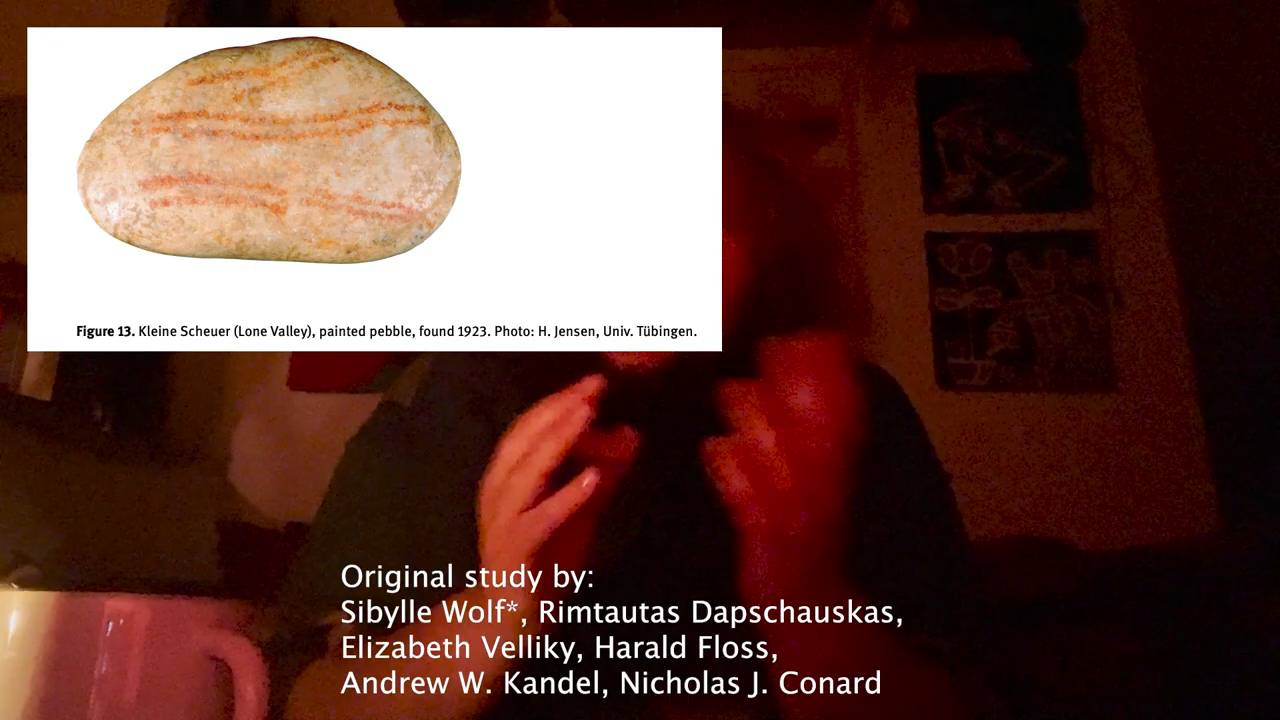 Figure 13. Kleine Scheuer (Lone Valley), painted pebble, found 1923. Photo: H. Jensen, Univ. Tübingen.
Original study by:
Sibylle Wolf*, Rimtautas Dapschauskas,
Elizabeth Velliky, Harald Floss,
Andrew W. Kandel, Nicholas J. Conard